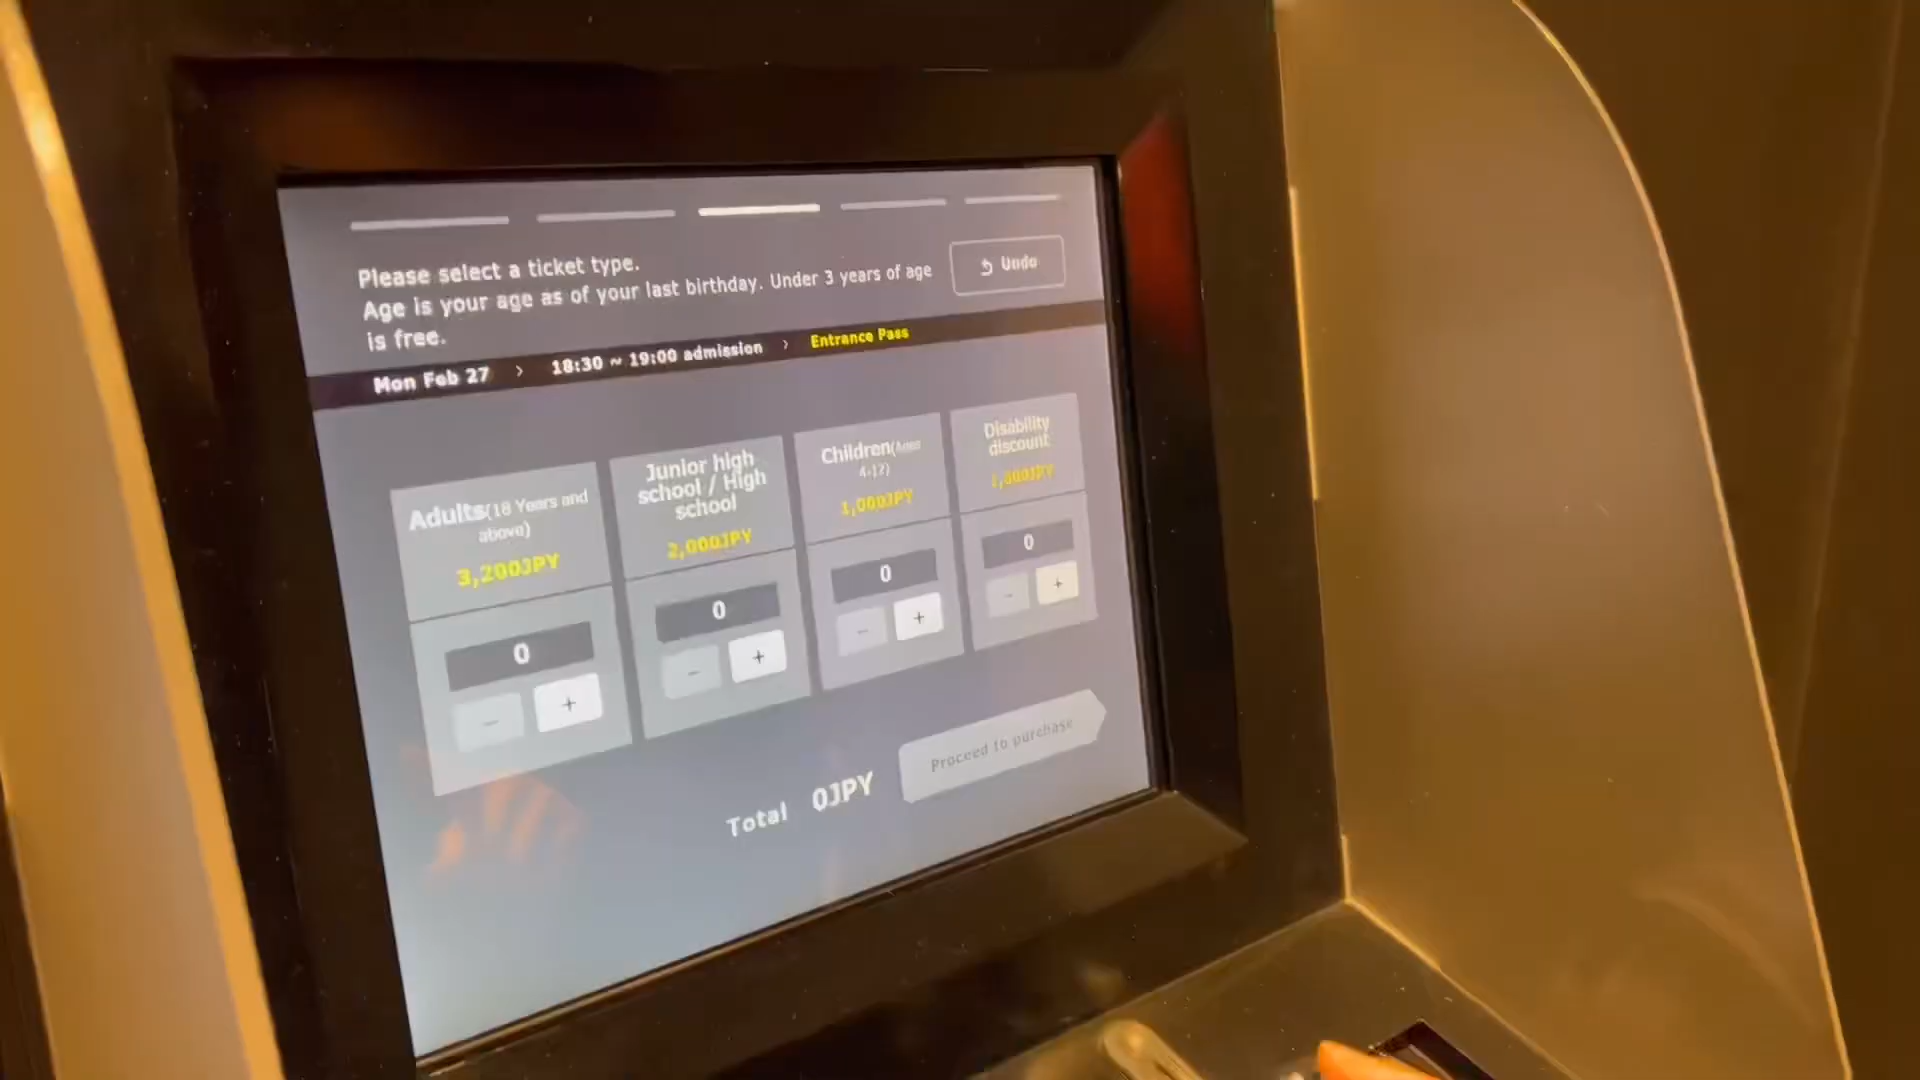 Please select a ticket type.
Undo
Age is your age as of your last birthday. Under 3 years of age
is free.
Mon Feb 27 > 18:30 ~ 19:00 admission > Entrance Pass
Adults(18 Years and
above)
3,200JPY
0
- +
Junior high
school / High
school
2,000JPY
0
- +
Children(Ages
4-12)
1,000JPY
0
- +
Disability
discount
0
- +
Total 0JPY
Proceed to purchase